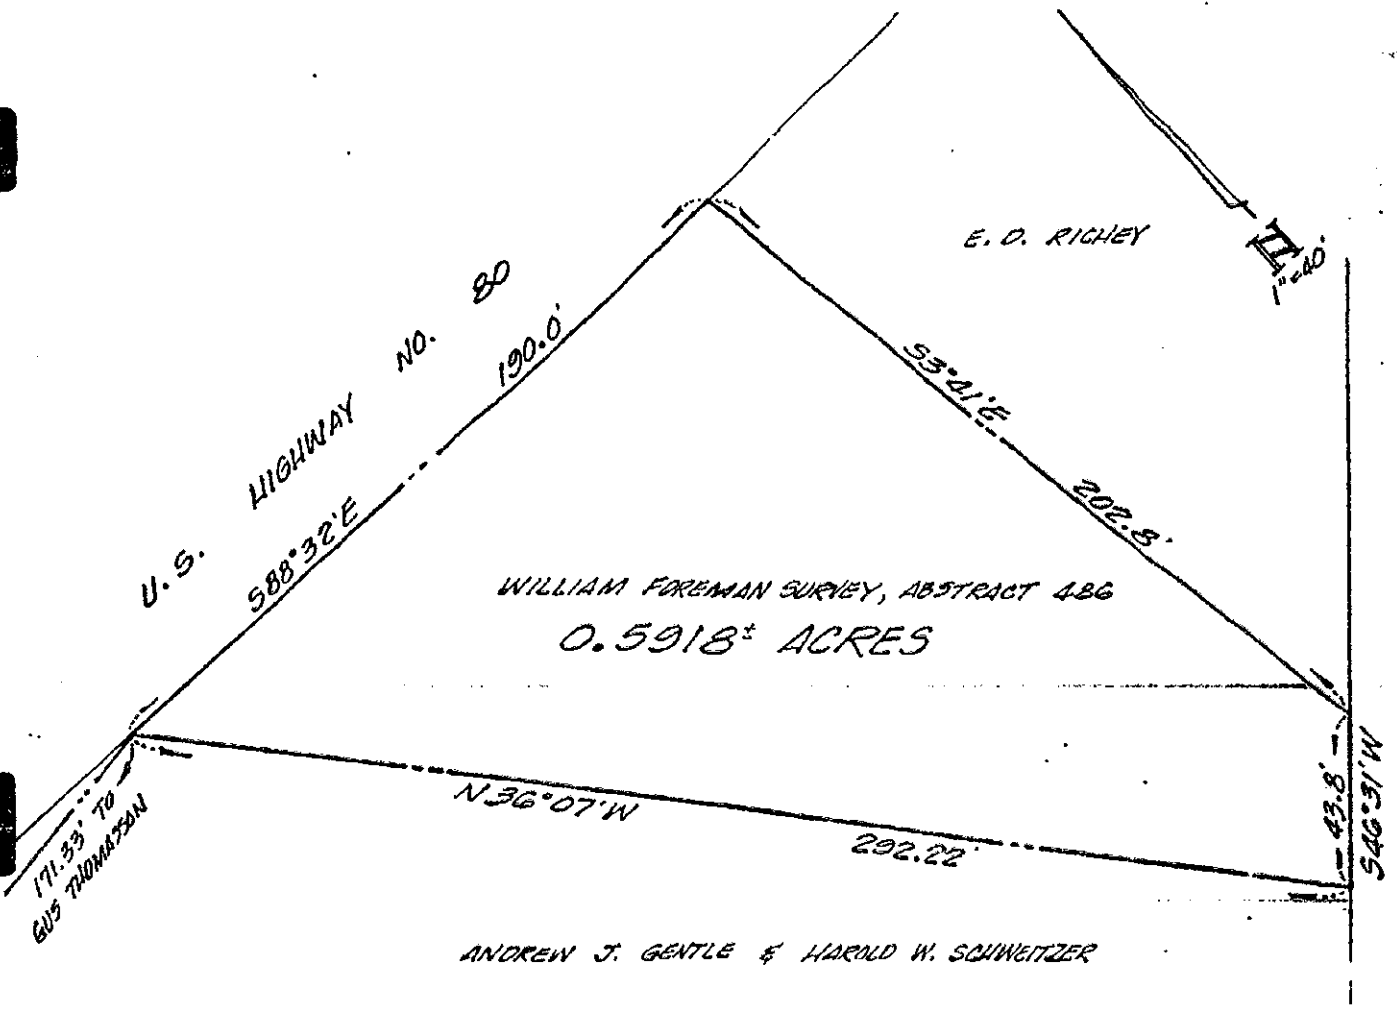 E. D. RICHEY
1"=40'
U. S. HIGHWAY NO. 80
190.0'
S88°32'E
S3°41'E
202.8'
WILLIAM FOREMAN SURVEY, ABSTRACT 486
0.5918± ACRES
171.33' TO
GUS THOMASSON
N36°07'W
292.22'
43.8'
S46°31'W
ANDREW J. GENTLE & HAROLD W. SCHWEITZER